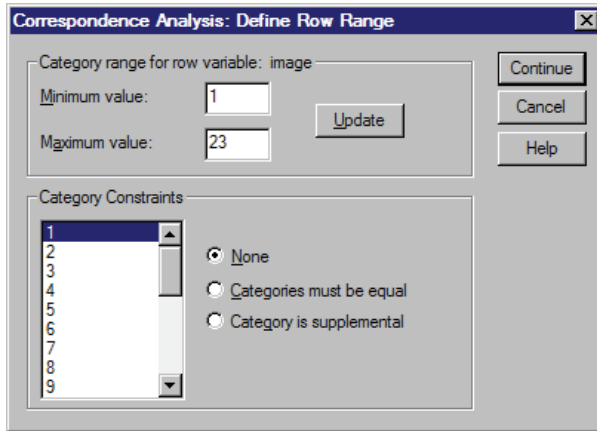 Correspondence Analysis: Define Row Range
Category range for row variable: image
Minimum value: 1
Maximum value: 23
Update
Continue
Cancel
Help
Category Constraints
1
2
3
4
5
6
7
8
9
None
Categories must be equal
Category is supplemental